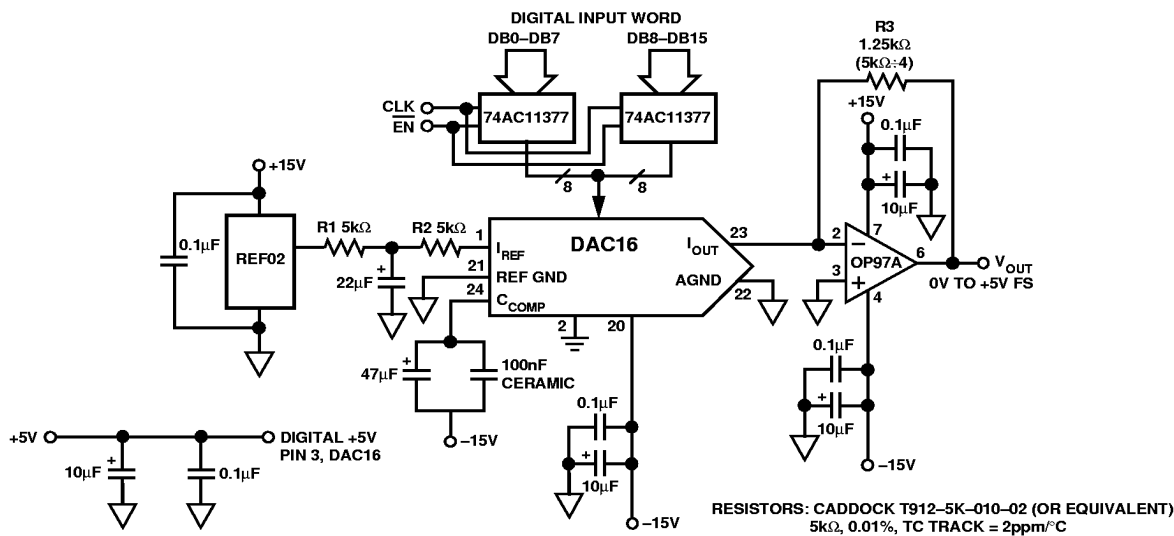 DIGITAL INPUT WORD
DB0–DB7
DB8–DB15
R3
1.25kΩ
(5kΩ÷4)
CLK
EN
74AC11377
74AC11377
+15V
0.1μF
+
10μF
8
8
+15V
0.1μF
REF02
R1 5kΩ
R2 5kΩ
+
22μF
1
IREF
21
REF GND
24
CCOMP
DAC16
IOUT
23
AGND
22
2
20
2
–
3
+
OP97A
7
6
4
VOUT
0V TO +5V FS
47μF
+
100nF
CERAMIC
–15V
0.1μF
+
10μF
–15V
0.1μF
+
10μF
–15V
+5V
DIGITAL +5V
PIN 3, DAC16
10μF
+
0.1μF
RESISTORS: CADDOCK T912–5K–010–02 (OR EQUIVALENT)
5kΩ, 0.01%, TC TRACK = 2ppm/°C